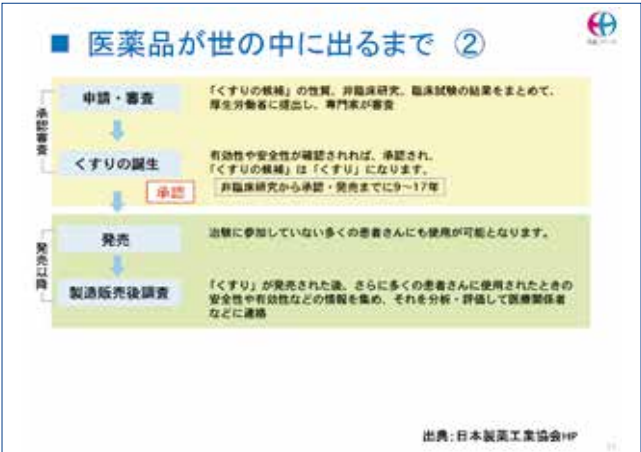 ■ 医薬品が世の中に出るまで ②
承認審査
申請・審査
「くすりの候補」の性質、非臨床研究、臨床試験の結果をまとめて、
厚生労働省に提出し、専門家が審査
くすりの誕生
有効性や安全性が確認されれば、承認され、
「くすりの候補」は「くすり」になります。
承認
非臨床研究から承認・発売までに9～17年
発売以降
発売
治験に参加していない多くの患者さんにも使用が可能となります。
製造販売後調査
「くすり」が発売された後、さらに多くの患者さんに使用されたときの
安全性や有効性などの情報を集め、それを分析・評価して医療関係者
などに連絡
出典：日本製薬工業協会HP